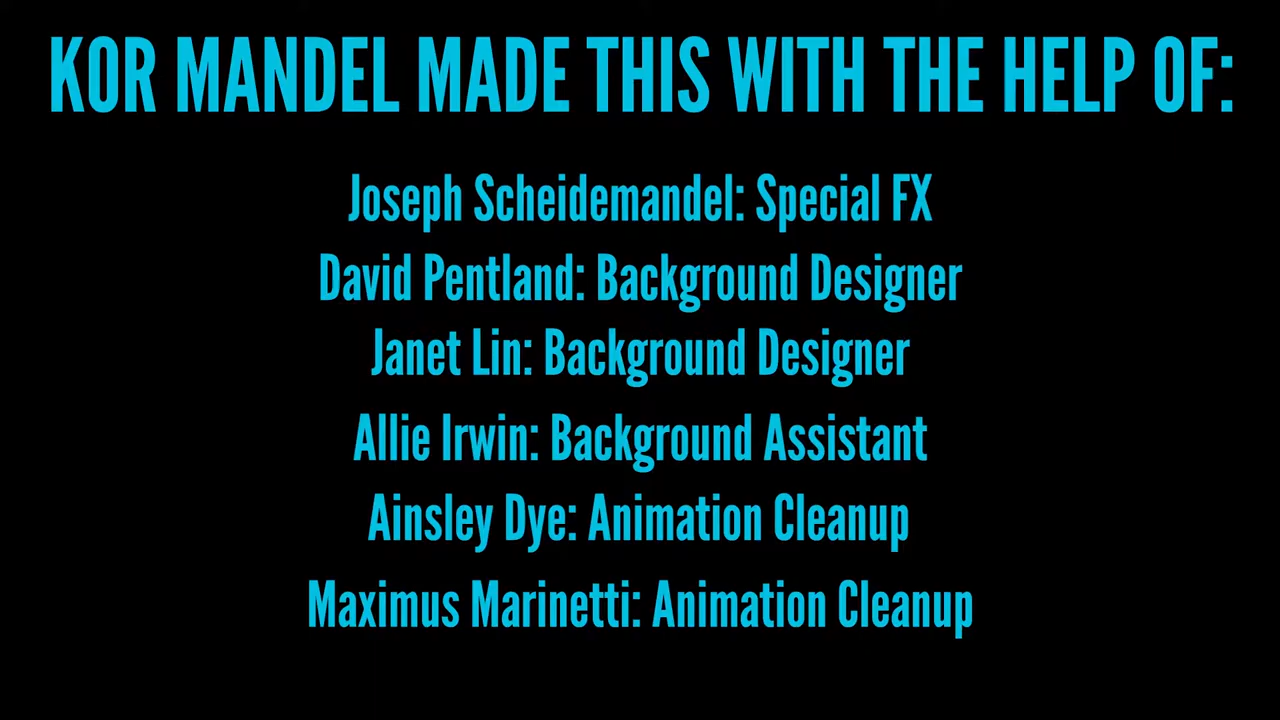 KOR MANDEL MADE THIS WITH THE HELP OF:
Joseph Scheidemandel: Special FX
David Pentland: Background Designer
Janet Lin: Background Designer
Allie Irwin: Background Assistant
Ainsley Dye: Animation Cleanup
Maximus Marinetti: Animation Cleanup